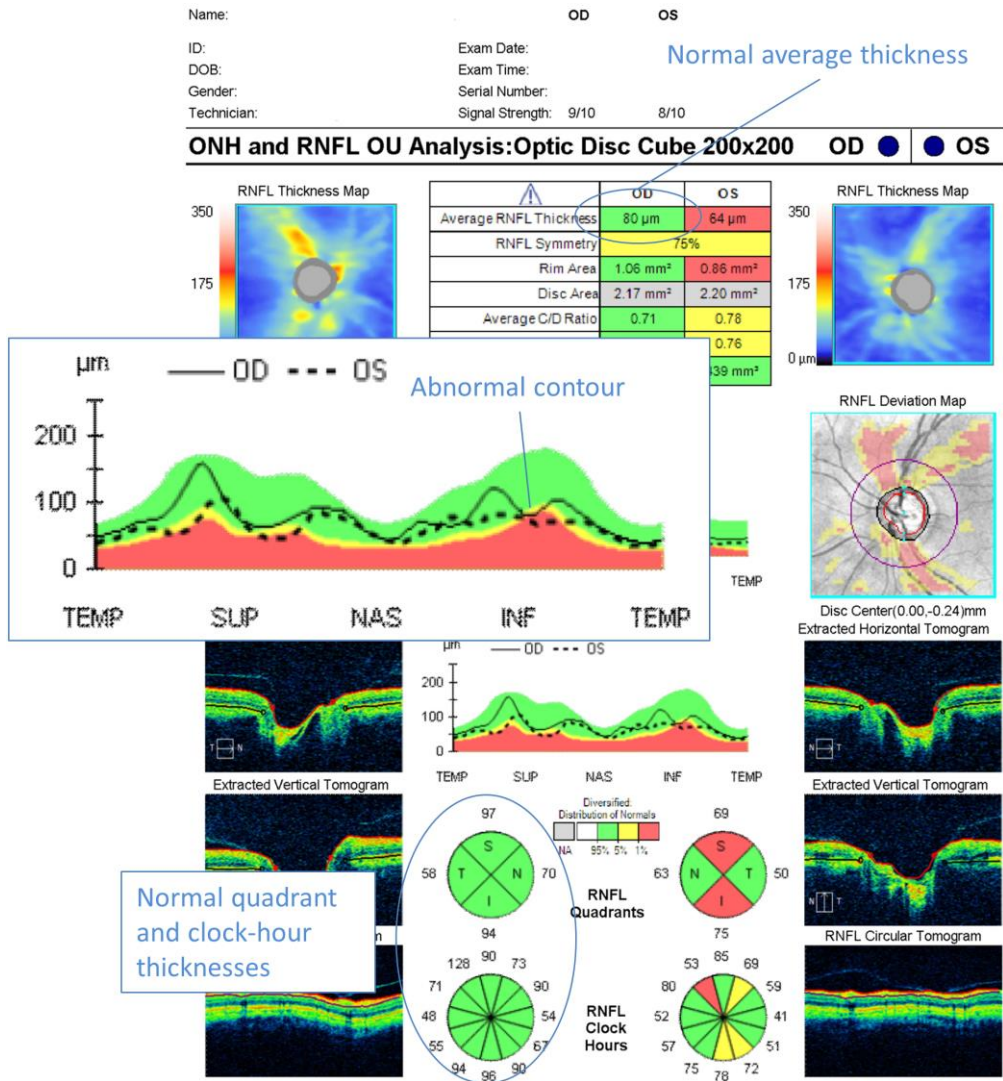 Name: OD OS
ID: Exam Date:
DOB: Exam Time:
Gender: Serial Number:
Technician: Signal Strength: 9/10 8/10
Normal average thickness
ONH and RNFL OU Analysis:Optic Disc Cube 200x200 OD OS
RNFL Thickness Map
350
175
OD OS
Average RNFL Thickness 80 µm 64 µm
RNFL Symmetry 75%
Rim Area 1.06 mm² 0.86 mm²
Disc Area 2.17 mm² 2.20 mm²
Average C/D Ratio 0.71 0.78
0.76
439 mm²
RNFL Thickness Map
350
175
0 µm
µm OD OS
Abnormal contour
200
100
0
TEMP SUP NAS INF TEMP
TEMP
RNFL Deviation Map
Disc Center(0.00,-0.24)mm
Extracted Horizontal Tomogram
T N
µm OD OS
200
100
0
TEMP SUP NAS INF TEMP
N T
Extracted Vertical Tomogram
Extracted Vertical Tomogram
N T
Diversified:
Distribution of Normals
NA 95% 5% 1%
97
58 S T N I 70
94
RNFL
Quadrants
69
63 S N T I 50
75
Normal quadrant
and clock-hour
thicknesses
RNFL Circular Tomogram
128 90 73
71 90
48 54
55 67
94 96 90
RNFL
Clock
Hours
53 85 69
80 59
52 41
57 51
75 78 72